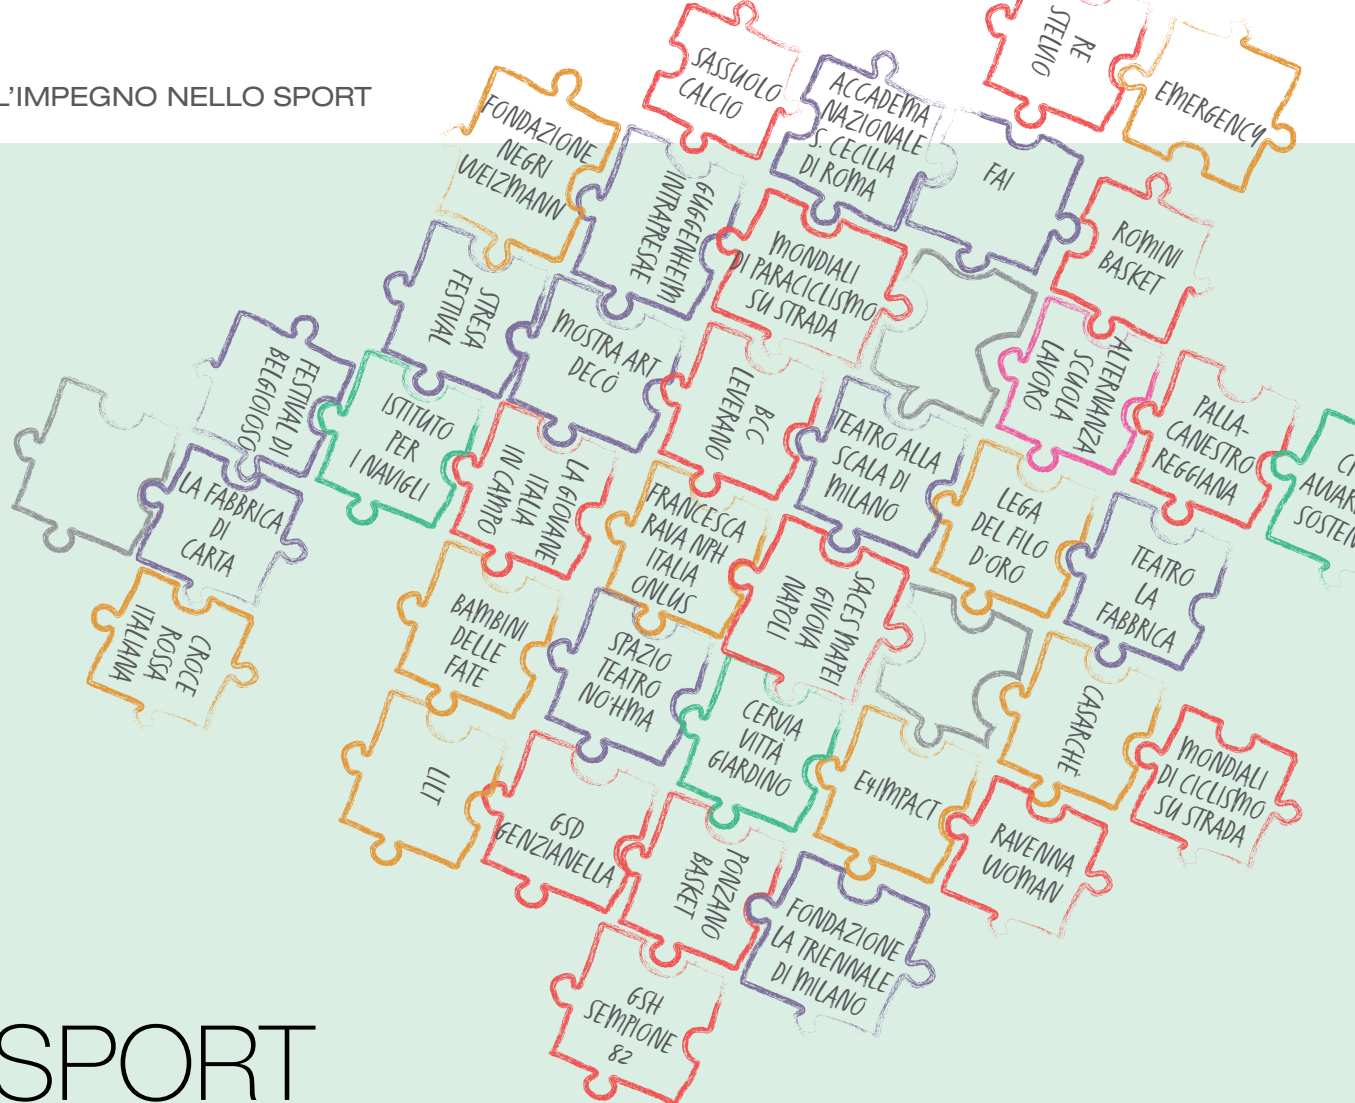 L'IMPEGNO NELLO SPORT
RE
STELVIO
EMERGENCY
SASSUOLO
CALCIO
ACCADEMA
NAZIONALE
S. CECILIA
DI ROMA
FAI
FONDAZIONE
NEGRI
WEIZMANN
GUGGENHEIM
INTRAPRESAE
MONDIALI
DI PARACICLISMO
SU STRADA
ROMINI
BASKET
STRESA
FESTIVAL
MOSTRA ART
DECÒ
BCC
LEVERANO
ALTERNANZA
SCUOLA
LAVORO
PALLA-
CANESTRO
REGGIANA
FESTIVAL DI
BELGIOIOSO
ISTITUTO
PER
I NAVIGLI
LA GIOVANE
ITALIA
IN CAMPO
TEATRO ALLA
SCALA DI
MILANO
LEGA
DEL FILO
D'ORO
LA FABBRICA
DI
CARTA
FRANCESCA
RAVA NPH
ITALIA
ONLUS
SACES MAPEI
GIVOVA
NAPOLI
TEATRO
LA
FABBRICA
CROCE
ROSSA
ITALIANA
BAMBINI
DELLE
FATE
SPAZIO
TEATRO
NO'HMA
CERVIA
VITTÀ
GIARDINO
CASARCHÈ
MONDIALI
DI CICLISMO
SU STRADA
LILT
GSD
GENZIANELLA
E4IMPACT
RAVENNA
WOMAN
PONZANO
BASKET
FONDAZIONE
LA TRIENNALE
DI MILANO
GSH
SEMPIONE
82
SPORT